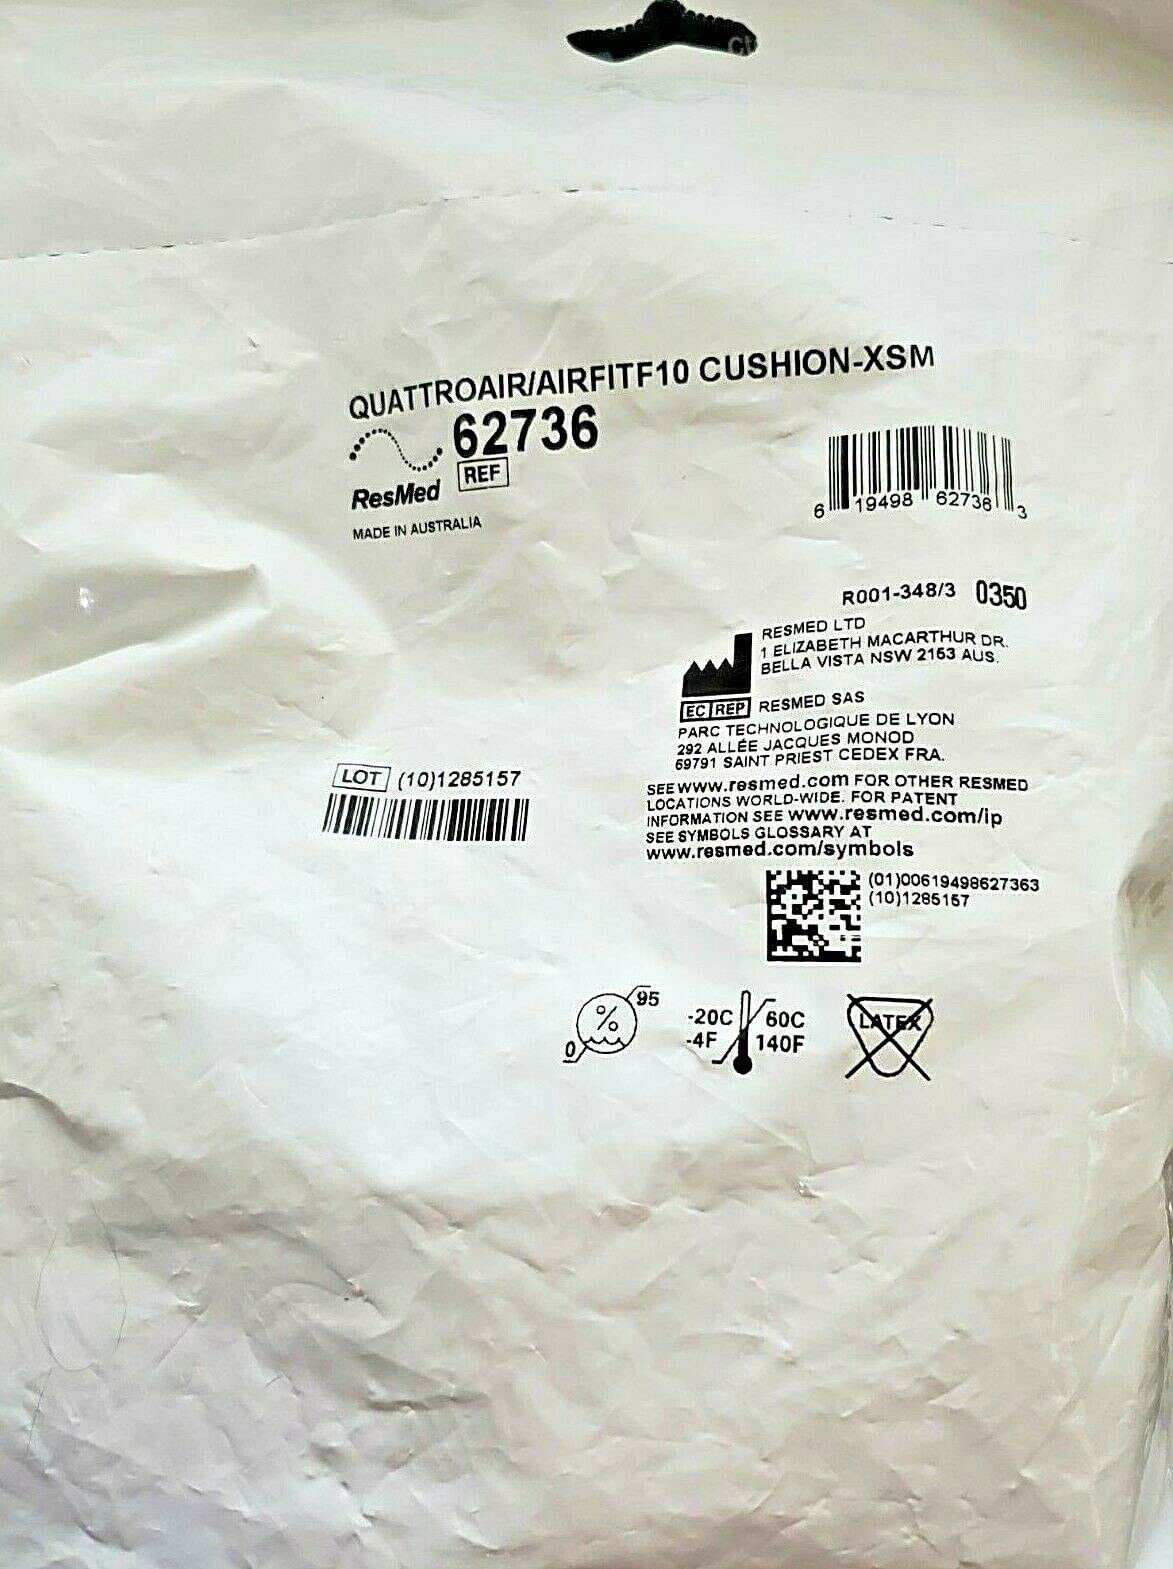 QUATTROAIR/AIRFITF10 CUSHION-XSM
62736
REF
ResMed
MADE IN AUSTRALIA
6 19498 62736 3
R001-348/3 0350
RESMED LTD
1 ELIZABETH MACARTHUR DR.
BELLA VISTA NSW 2153 AUS.
EC REP RESMED SAS
PARC TECHNOLOGIQUE DE LYON
292 ALLÉE JACQUES MONOD
69791 SAINT PRIEST CEDEX FRA.
LOT (10)1285157
SEE www.resmed.com FOR OTHER RESMED
LOCATIONS WORLD-WIDE. FOR PATENT
INFORMATION SEE www.resmed.com/ip
SEE SYMBOLS GLOSSARY AT
www.resmed.com/symbols
(01)00619498627363
(10)1285157
95
%
0
-20C 60C
-4F 140F
LATEX